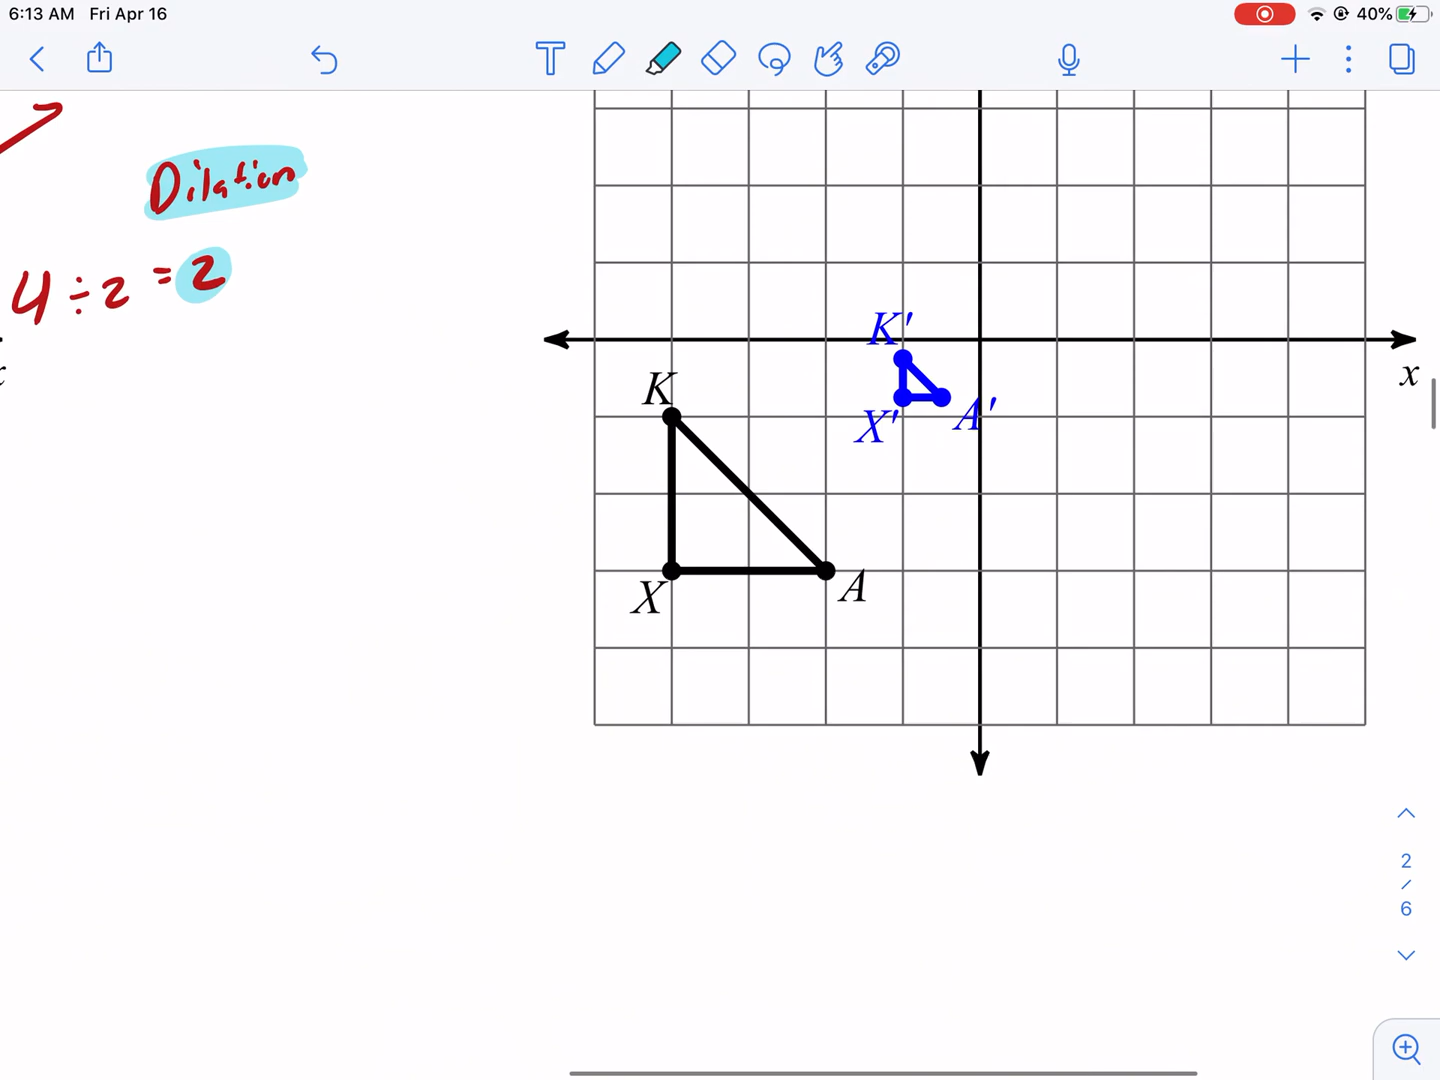 6:13 AM Fri Apr 16
40%
T
Dilation
4 ÷ 2 = 2
K'
x
K
X'
A'
X
A
2
/
6